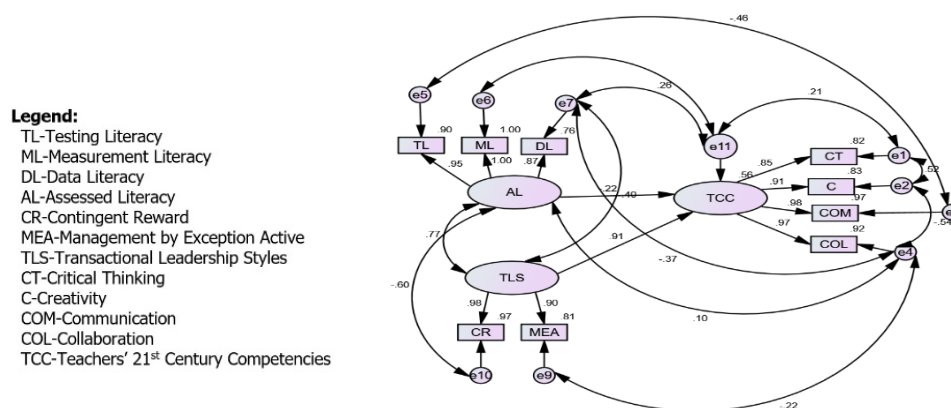 Legend:
TL-Testing Literacy
ML-Measurement Literacy
DL-Data Literacy
AL-Assessed Literacy
CR-Contingent Reward
MEA-Management by Exception Active
TLS-Transactional Leadership Styles
CT-Critical Thinking
C-Creativity
COM-Communication
COL-Collaboration
TCC-Teachers' 21st Century Competencies
-.46
e5
e6
e7
.26
.21
.90
1.00
.76
TL
ML
DL
e11
.82
CT
e1
.95
1.00
.87
.85
.52
.56
.91
.83
C
e2
AL
.22
TCC
.98
.97
COM
-.54
.97
.92
COL
e4
.77
.91
-.37
TLS
-.60
.10
.98
.97
.90
.81
CR
MEA
e10
e9
-.22